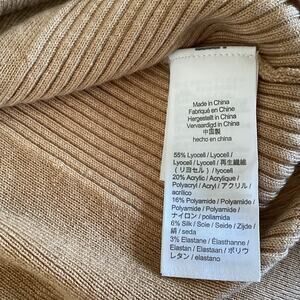 Made in China
Fabriqué en Chine
Hergestellt in China
Vervaardigd in China
中国製
hecho en china
55% Lyocell / Lyocell /
Lyocell / Lyocell / 再生繊維
(リヨセル) / Lyocell
20% Acrylic / Acrylique /
Polyacryl / Acryl / アクリル /
acrílico
16% Polyamide / Polyamide /
Polyamide / Polyamide /
ナイロン / poliamida
6% Silk / Soie / Seide / Zijde /
絹 / seda
3% Elastane / Élasthanne /
Elastan / Elastaan / ポリウ
レタン / elastano